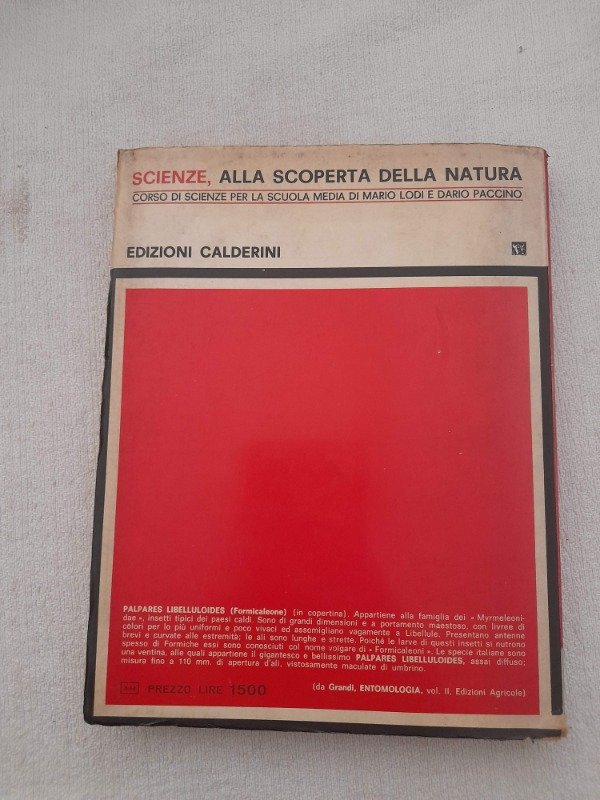 SCIENZE, ALLA SCOPERTA DELLA NATURA
CORSO DI SCIENZE PER LA SCUOLA MEDIA DI MARIO LODI E DARIO PACCINO
EDIZIONI CALDERINI
PALPARES LIBELLULOIDES (Formicaleone) (in copertina). Appartiene alla famiglia dei « Myrmeleoni-
dae », insetti tipici dei paesi caldi. Sono di grandi dimensioni e a portamento maestoso, con livree di
colori per lo più uniformi e poco vivaci ed assomigliano vagamente a Libellule. Presentano antenne
brevi e curvate alle estremità; le ali sono lunghe e strette. Poichè le larve di questi insetti si nutrono
spesso di Formiche essi sono conosciuti col nome volgare di « Formicaleoni ». Le specie italiane sono
una ventina, alle quali appartiene il gigantesco e bellissimo PALPARES LIBELLULOIDES, assai diffuso;
misura fino a 110 mm. di apertura d'ali, vistosamente maculate di umbrino.
PREZZO LIRE 1500
(da Grandi, ENTOMOLOGIA, vol. II, Edizioni Agricole)